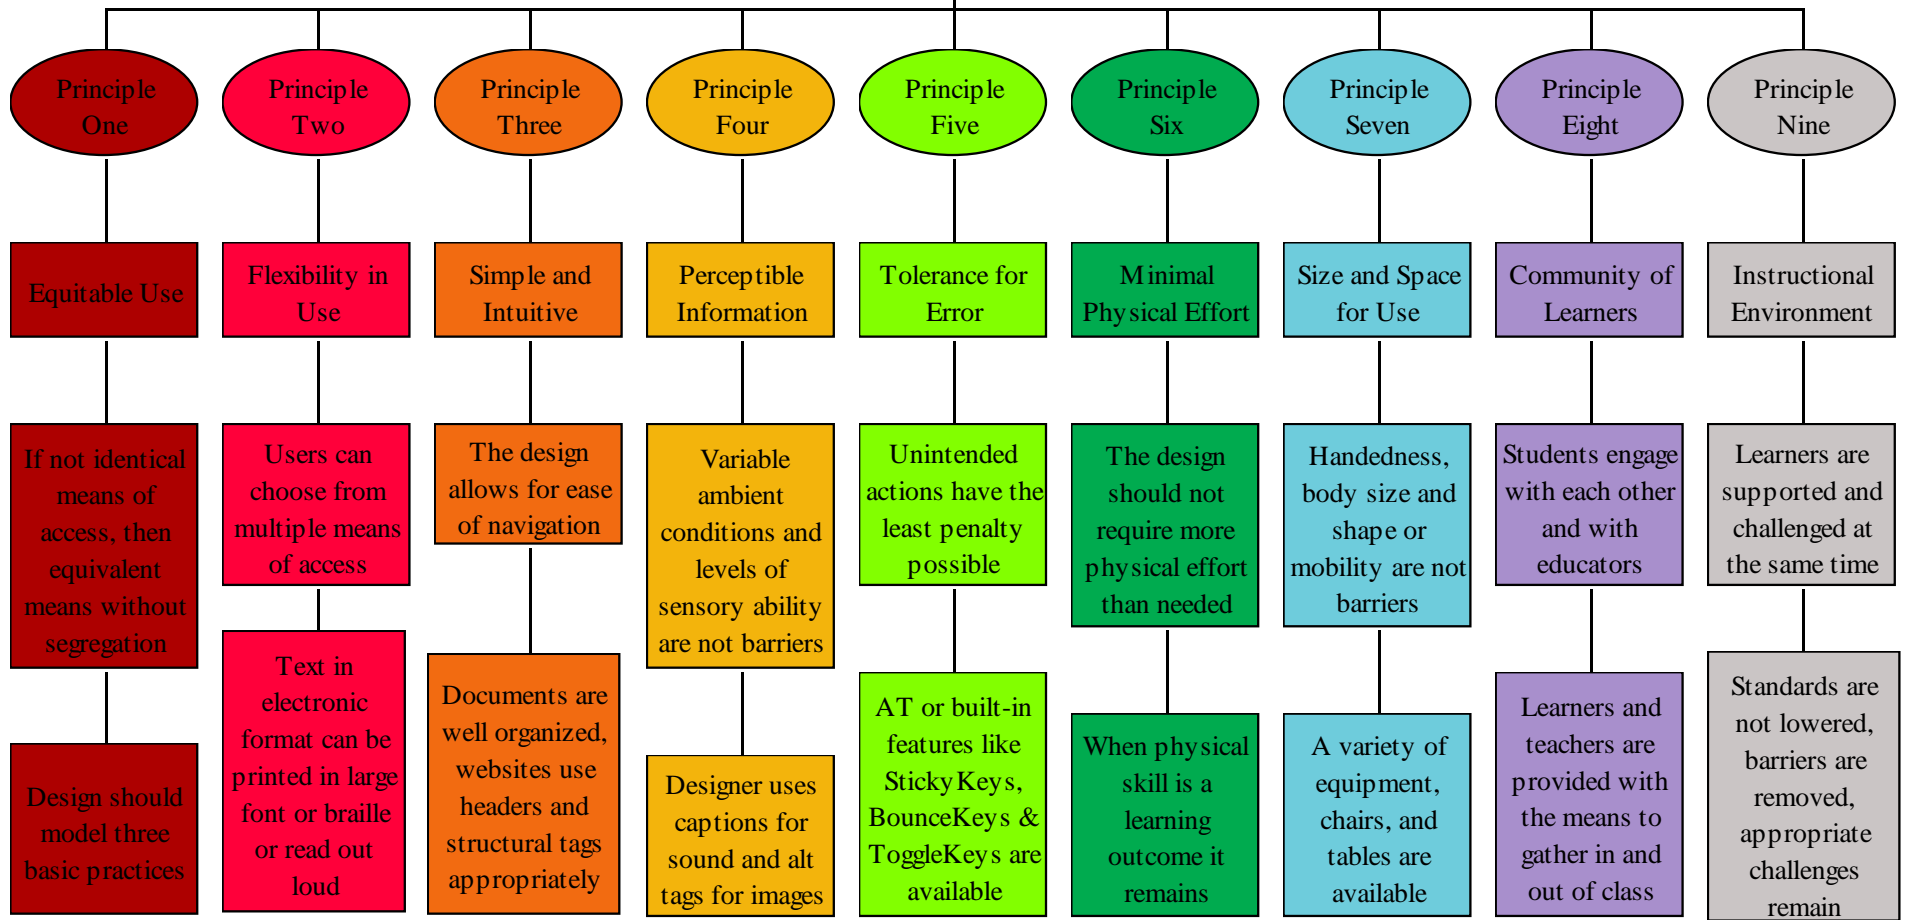 Principle
One
Principle
Two
Principle
Three
Principle
Four
Principle
Five
Principle
Six
Principle
Seven
Principle
Eight
Principle
Nine
Equitable Use
Flexibility in
Use
Simple and
Intuitive
Perceptible
Information
Tolerance for
Error
Minimal
Physical Effort
Size and Space
for Use
Community of
Learners
Instructional
Environment
If not identical
means of
access, then
equivalent
means without
segregation
Users can
choose from
multiple means
of access
The design
allows for ease
of navigation
Variable
ambient
conditions and
levels of
sensory ability
are not barriers
Unintended
actions have the
least penalty
possible
The design
should not
require more
physical effort
than needed
Handedness,
body size and
shape or
mobility are not
barriers
Students engage
with each other
and with
educators
Learners are
supported and
challenged at
the same time
Design should
model three
basic practices
Text in
electronic
format can be
printed in large
font or braille
or read out
loud
Documents are
well organized,
websites use
headers and
structural tags
appropriately
Designer uses
captions for
sound and alt
tags for images
AT or built-in
features like
StickyKeys,
BounceKeys &
ToggleKeys are
available
When physical
skill is a
learning
outcome it
remains
A variety of
equipment,
chairs, and
tables are
available
Learners and
teachers are
provided with
the means to
gather in and
out of class
Standards are
not lowered,
barriers are
removed,
appropriate
challenges
remain